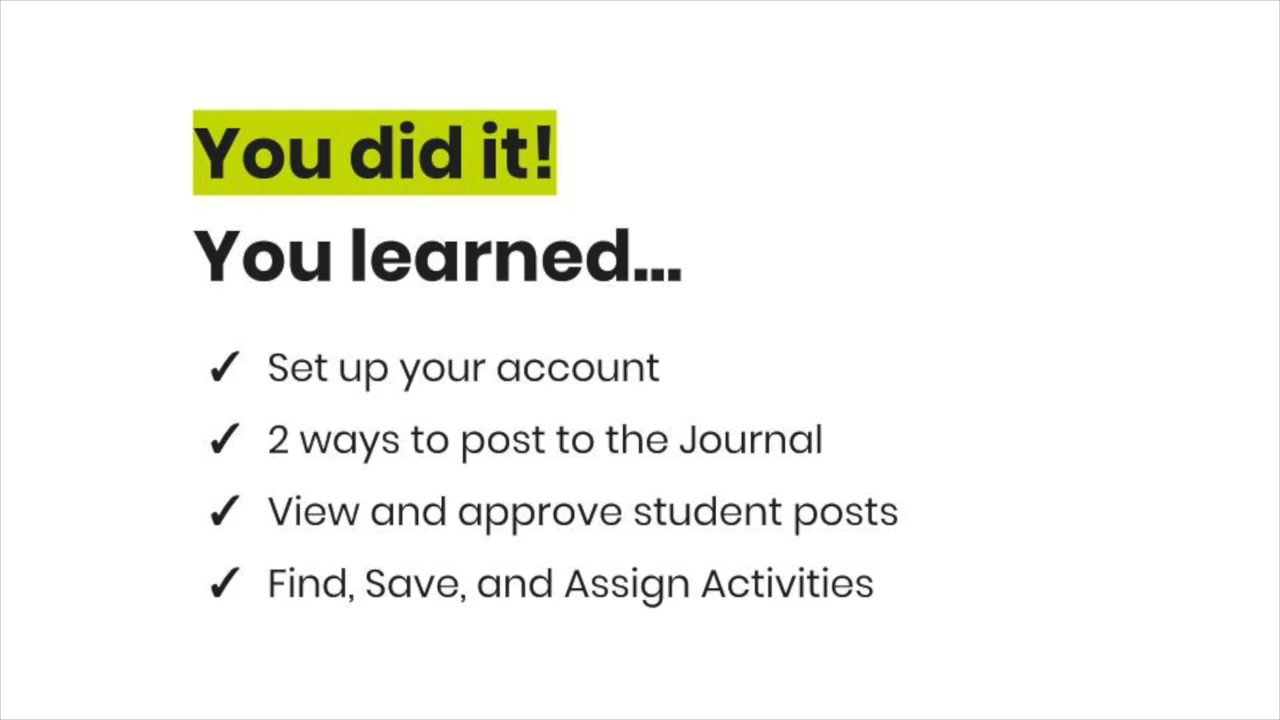 You did it!
You learned...
✓ Set up your account
✓ 2 ways to post to the Journal
✓ View and approve student posts
✓ Find, Save, and Assign Activities